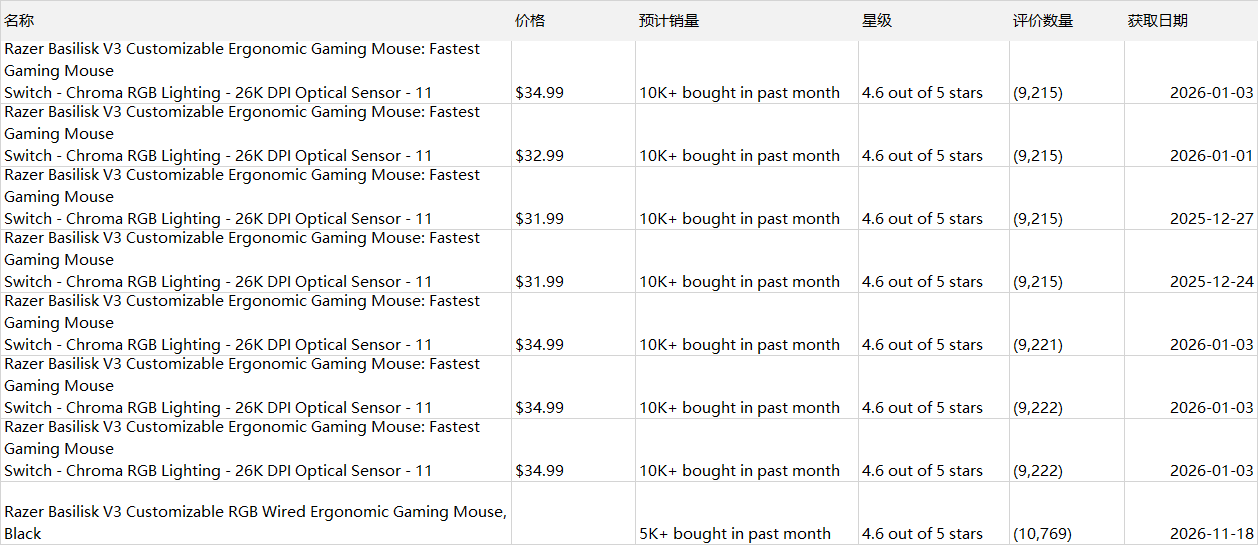 名称 价格 预计销量 星级 评价数量 获取日期
Razer Basilisk V3 Customizable Ergonomic Gaming Mouse: Fastest
Gaming Mouse
Switch - Chroma RGB Lighting - 26K DPI Optical Sensor - 11 $34.99 10K+ bought in past month 4.6 out of 5 stars (9,215) 2026-01-03
Razer Basilisk V3 Customizable Ergonomic Gaming Mouse: Fastest
Gaming Mouse
Switch - Chroma RGB Lighting - 26K DPI Optical Sensor - 11 $32.99 10K+ bought in past month 4.6 out of 5 stars (9,215) 2026-01-01
Razer Basilisk V3 Customizable Ergonomic Gaming Mouse: Fastest
Gaming Mouse
Switch - Chroma RGB Lighting - 26K DPI Optical Sensor - 11 $31.99 10K+ bought in past month 4.6 out of 5 stars (9,215) 2025-12-27
Razer Basilisk V3 Customizable Ergonomic Gaming Mouse: Fastest
Gaming Mouse
Switch - Chroma RGB Lighting - 26K DPI Optical Sensor - 11 $31.99 10K+ bought in past month 4.6 out of 5 stars (9,215) 2025-12-24
Razer Basilisk V3 Customizable Ergonomic Gaming Mouse: Fastest
Gaming Mouse
Switch - Chroma RGB Lighting - 26K DPI Optical Sensor - 11 $34.99 10K+ bought in past month 4.6 out of 5 stars (9,221) 2026-01-03
Razer Basilisk V3 Customizable Ergonomic Gaming Mouse: Fastest
Gaming Mouse
Switch - Chroma RGB Lighting - 26K DPI Optical Sensor - 11 $34.99 10K+ bought in past month 4.6 out of 5 stars (9,222) 2026-01-03
Razer Basilisk V3 Customizable Ergonomic Gaming Mouse: Fastest
Gaming Mouse
Switch - Chroma RGB Lighting - 26K DPI Optical Sensor - 11 $34.99 10K+ bought in past month 4.6 out of 5 stars (9,222) 2026-01-03
Razer Basilisk V3 Customizable RGB Wired Ergonomic Gaming Mouse,
Black 5K+ bought in past month 4.6 out of 5 stars (10,769) 2026-11-18